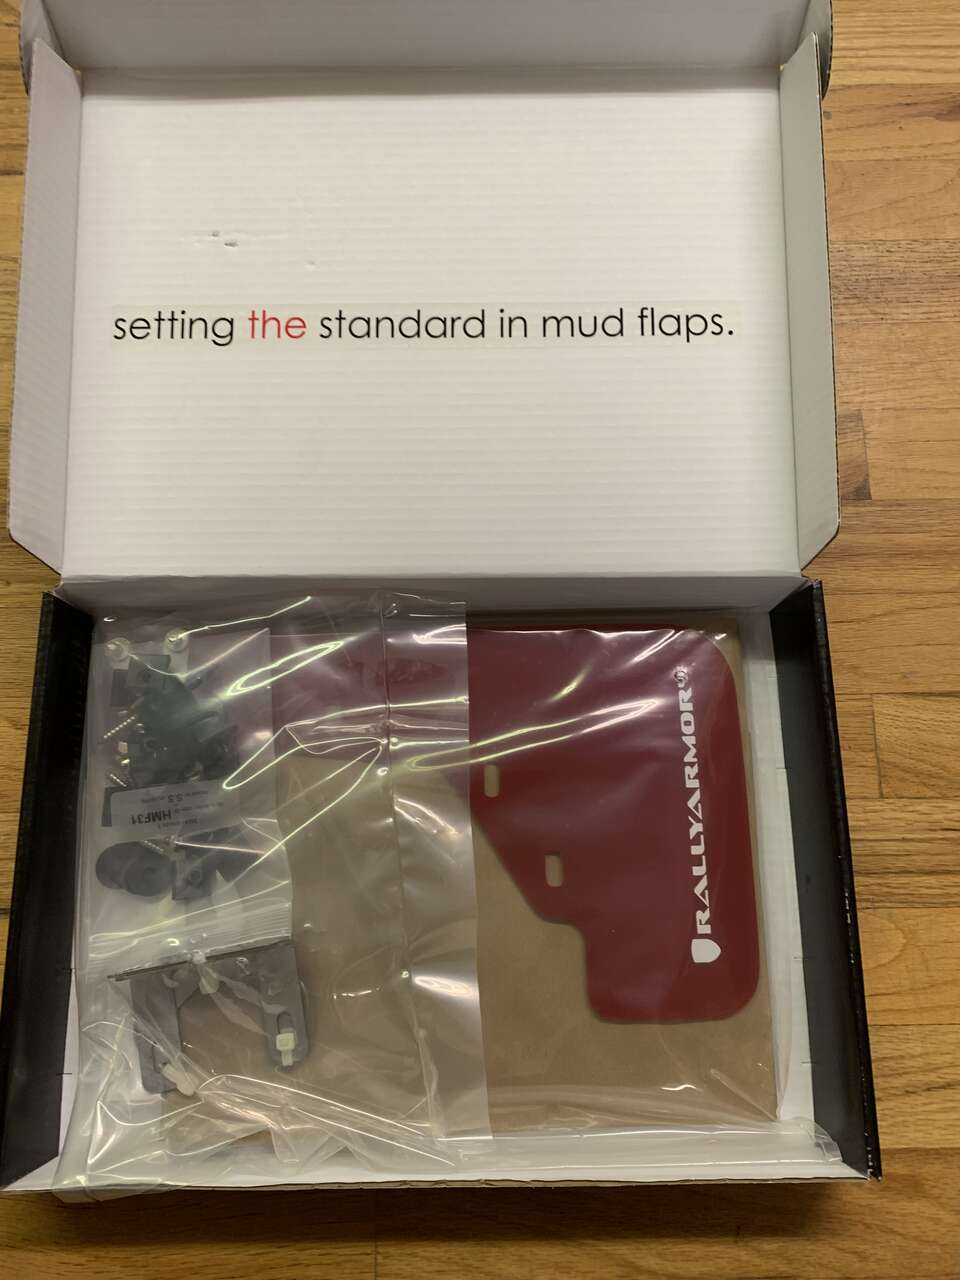 setting the standard in mud flaps.
RALLYARMOR®
HMF31
S.S.